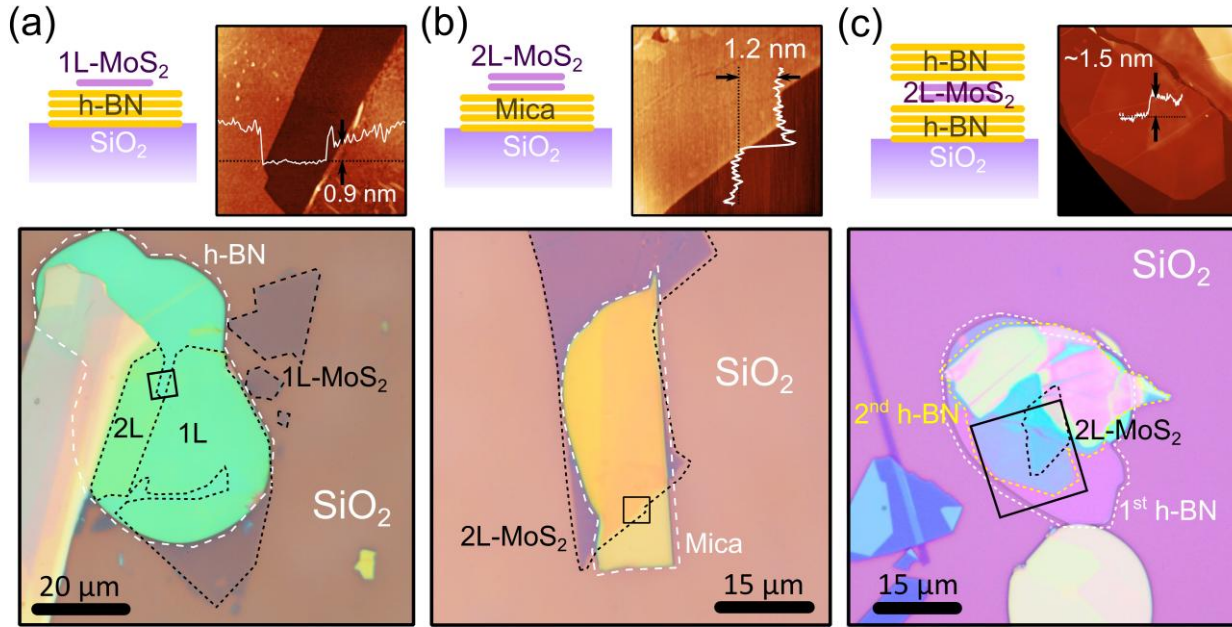 (a)
1L-MoS₂
h-BN
SiO₂
0.9 nm
h-BN
1L-MoS₂
2L
1L
SiO₂
20 µm
(b)
2L-MoS₂
Mica
SiO₂
1.2 nm
SiO₂
2L-MoS₂
Mica
15 µm
(c)
h-BN
2L-MoS₂
h-BN
SiO₂
~1.5 nm
SiO₂
2nd h-BN
2L-MoS₂
1st h-BN
15 µm